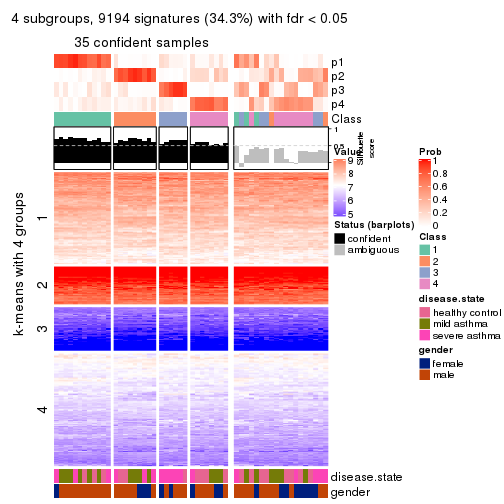 4 subgroups, 9194 signatures (34.3%) with fdr < 0.05
35 confident samples
p1
p2
p3
p4
Class
1
0.5
0
Silhouette
score
k-means with 4 groups
1
2
3
4
disease.state
gender
Value
9
8
7
6
5
Status (barplots)
confident
ambiguous
Prob
1
0.8
0.6
0.4
0.2
0
Class
1
2
3
4
disease.state
healthy control
mild asthma
severe asthma
gender
female
male